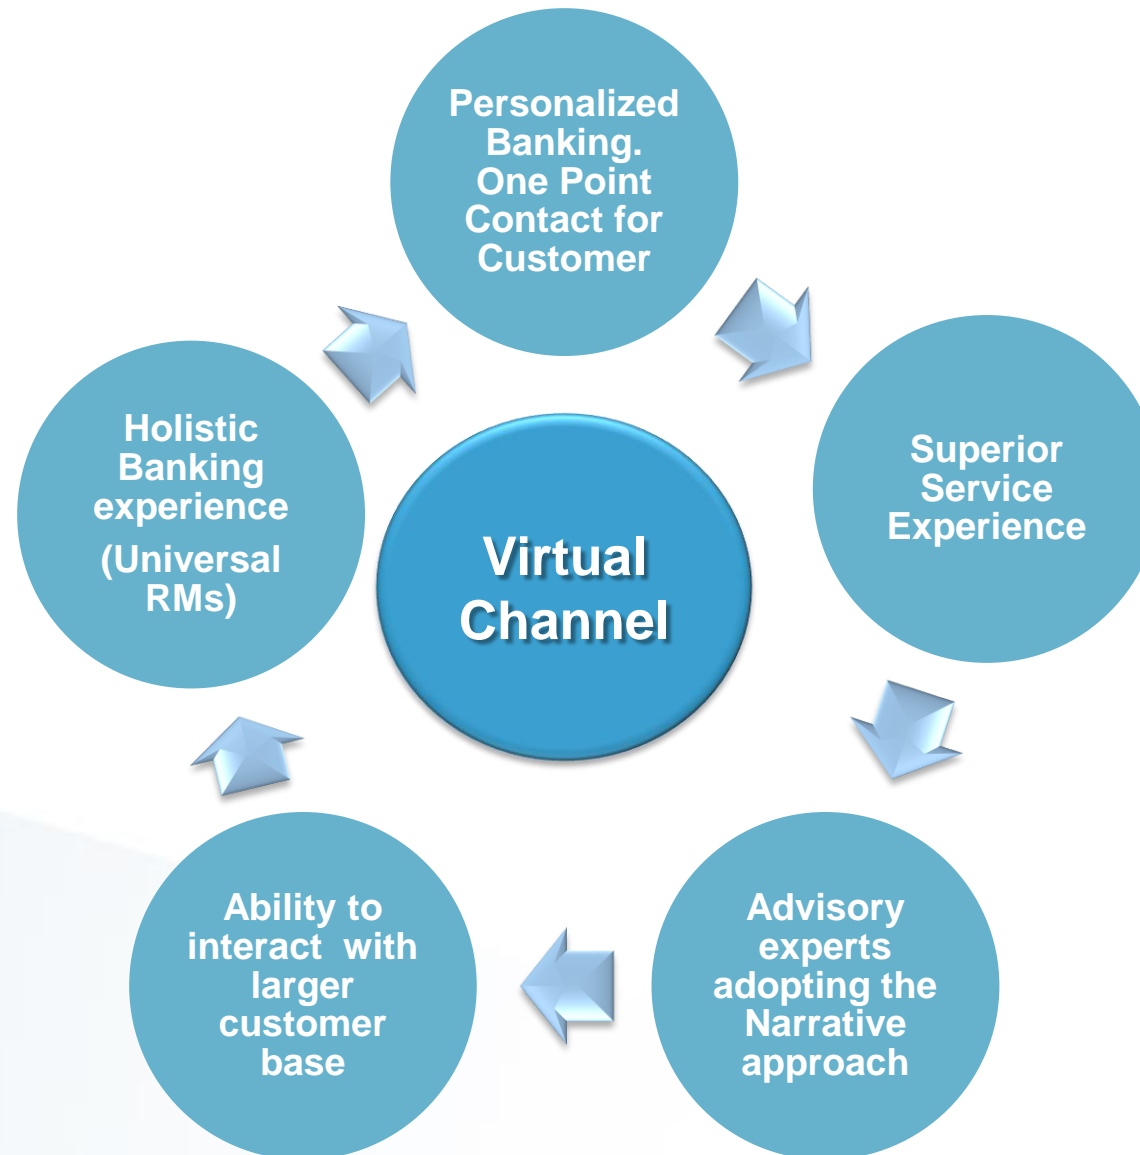 Personalized
Banking.
One Point
Contact for
Customer
Superior
Service
Experience
Advisory
experts
adopting the
Narrative
approach
Ability to
interact  with
larger
customer
base
Holistic
Banking
experience
(Universal
RMs)
Virtual
Channel